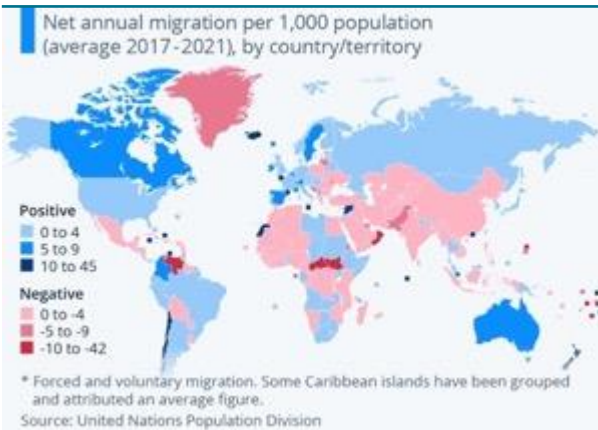 Net annual migration per 1,000 population
(average 2017-2021), by country/territory
Positive
0 to 4
5 to 9
10 to 45
Negative
0 to -4
-5 to -9
-10 to -42
* Forced and voluntary migration. Some Caribbean islands have been grouped
and attributed an average figure.
Source: United Nations Population Division